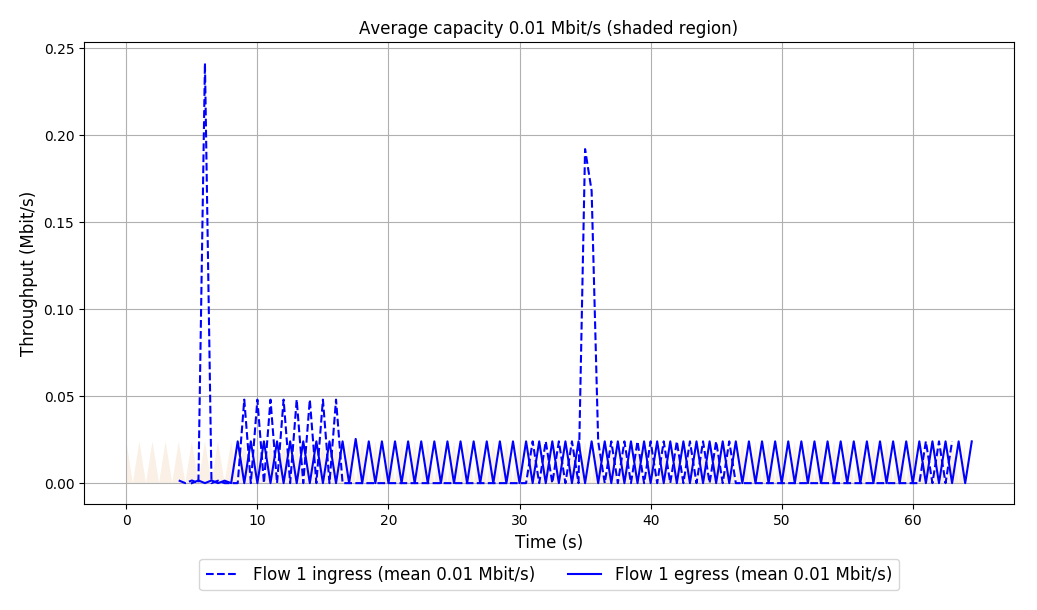 Average capacity 0.01 Mbit/s (shaded region)
0.25
0.20
0.15
0.10
0.05
0.00
Throughput (Mbit/s)
0 10 20 30 40 50 60
Time (s)
Flow 1 ingress (mean 0.01 Mbit/s) Flow 1 egress (mean 0.01 Mbit/s)